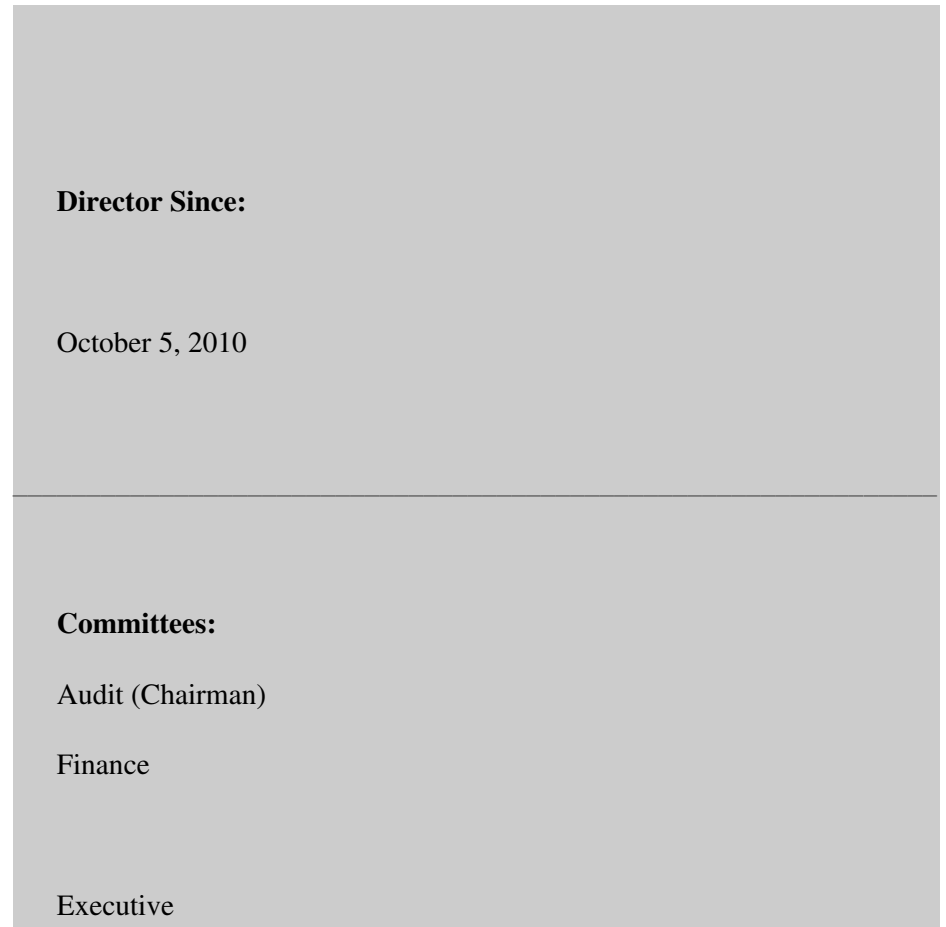 Director Since:
October 5, 2010
Committees:
Audit (Chairman)
Finance
Executive